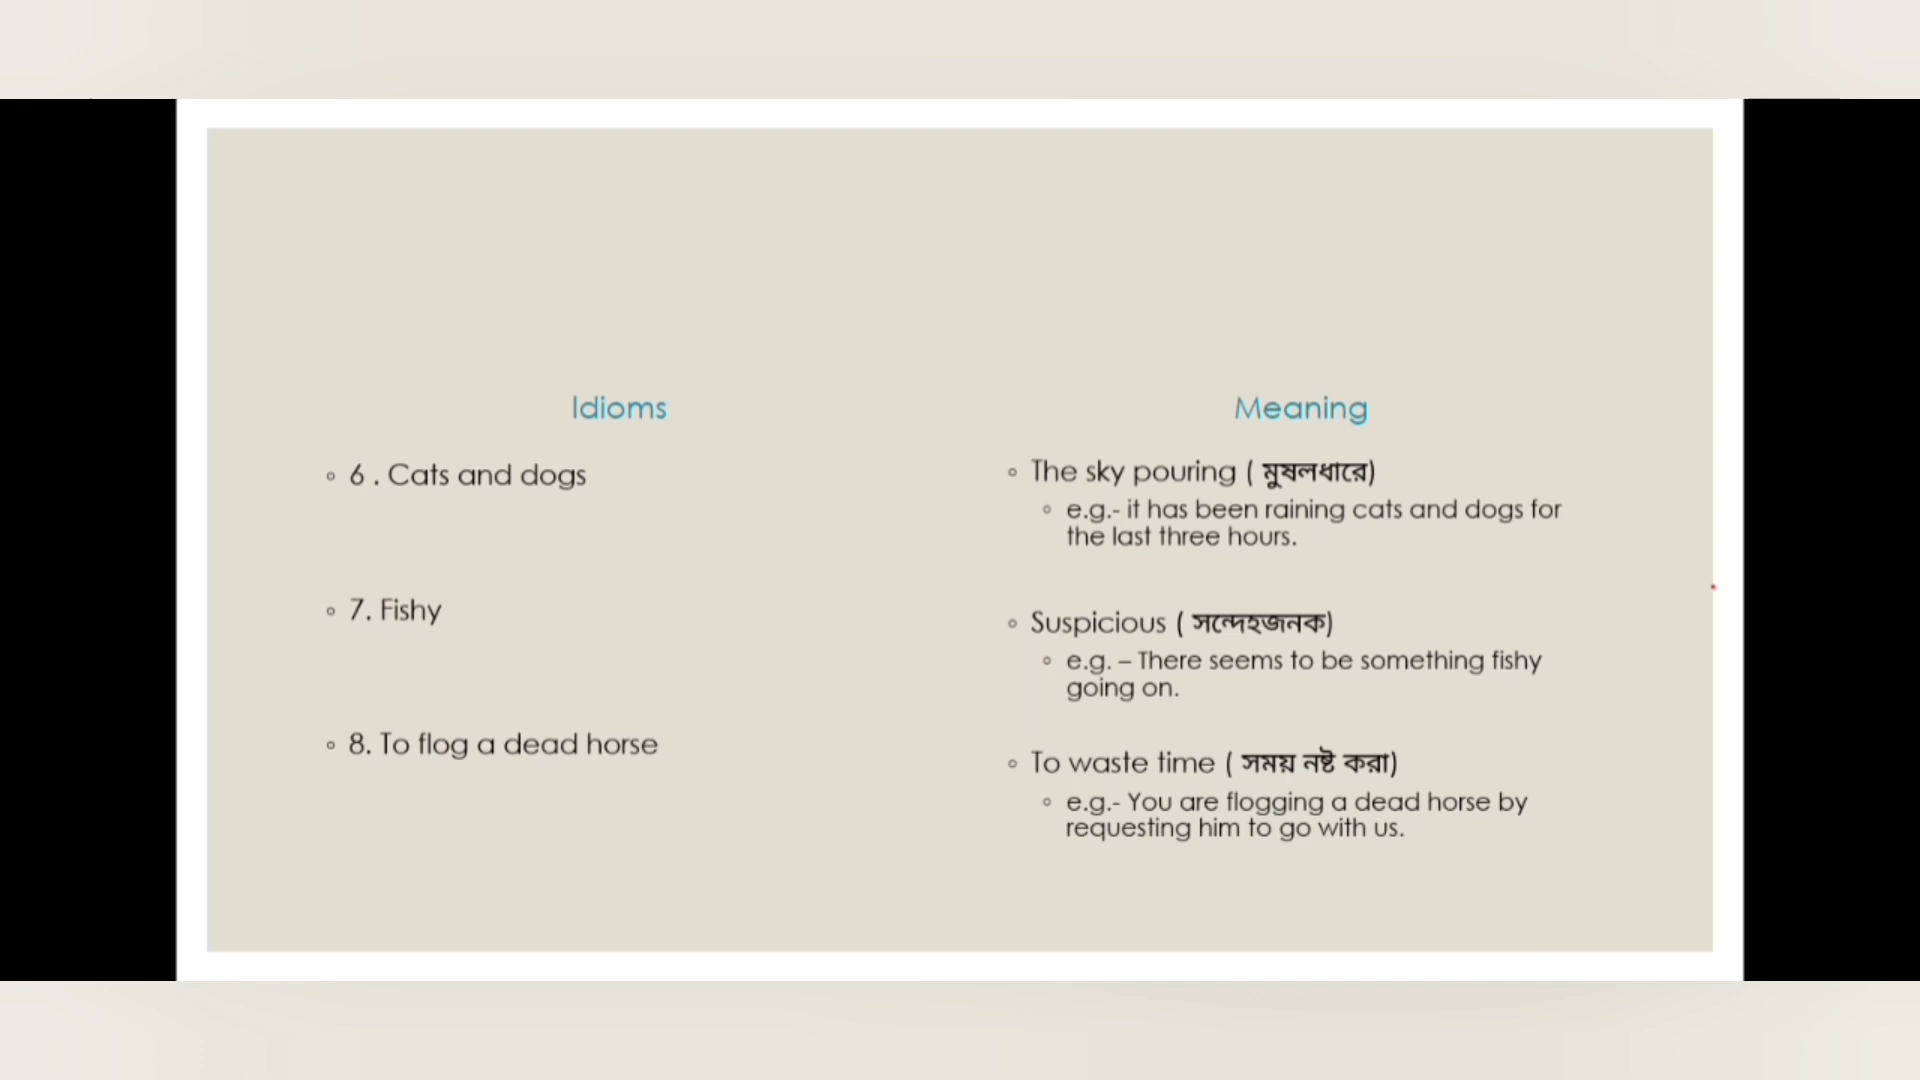 Idioms
6 . Cats and dogs
7. Fishy
8. To flog a dead horse
Meaning
The sky pouring ( মুষলধারে)
e.g.- it has been raining cats and dogs for
the last three hours.
Suspicious ( সন্দেহজনক)
e.g. – There seems to be something fishy
going on.
To waste time ( সময় নষ্ট করা)
e.g.- You are flogging a dead horse by
requesting him to go with us.